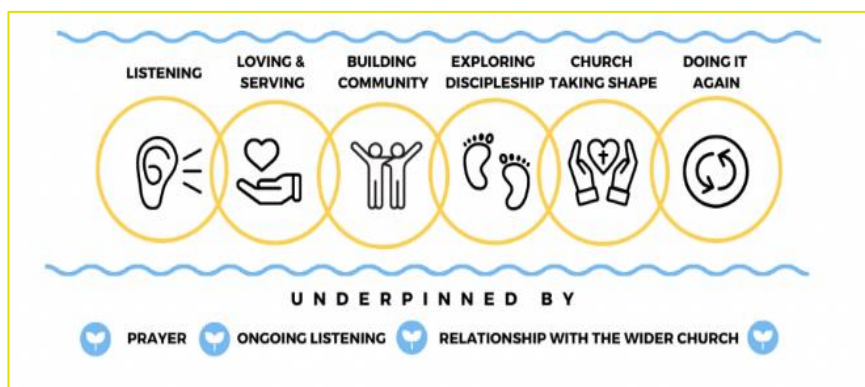 LISTENING
LOVING &
SERVING
BUILDING
COMMUNITY
EXPLORING
DISCIPLESHIP
CHURCH
TAKING SHAPE
DOING IT
AGAIN
UNDERPINNED BY
PRAYER ONGOING LISTENING RELATIONSHIP WITH THE WIDER CHURCH